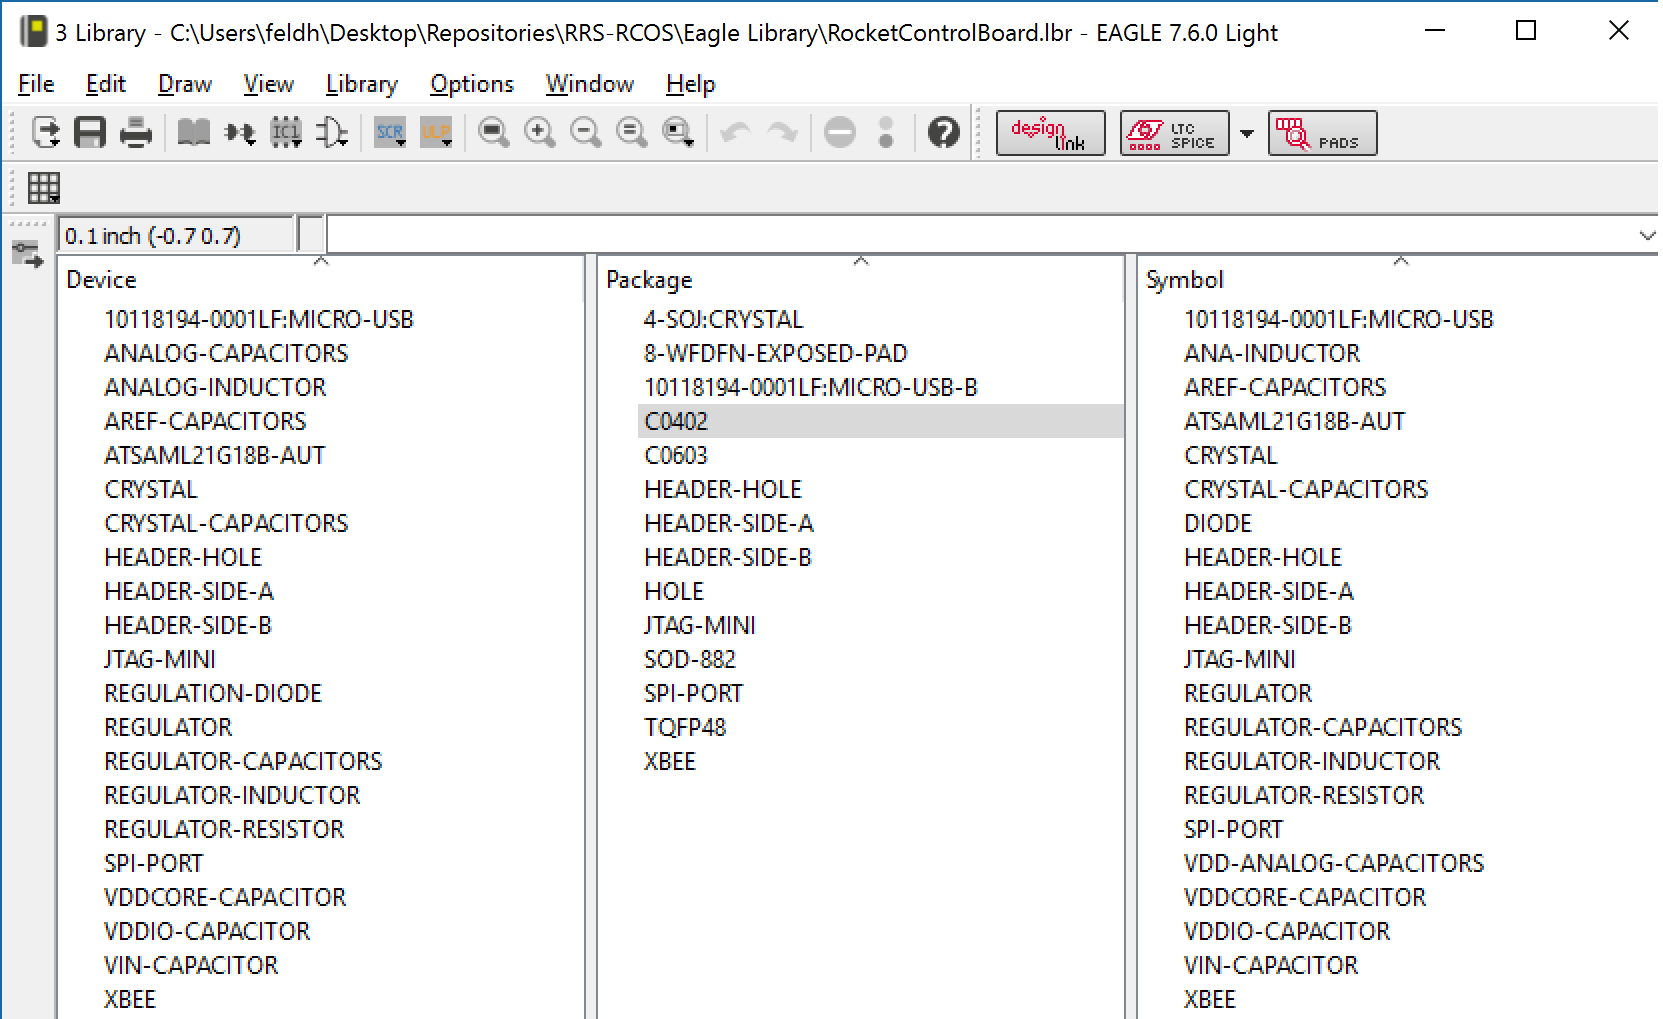 3 Library - C:\Users\feldh\Desktop\Repositories\RRS-RCOS\Eagle Library\RocketControlBoard.lbr - EAGLE 7.6.0 Light
File Edit Draw View Library Options Window Help
IC1 SCR ULP ? design link LTC SPICE PADS
0.1 inch (-0.7 0.7)
Device
10118194-0001LF:MICRO-USB
ANALOG-CAPACITORS
ANALOG-INDUCTOR
AREF-CAPACITORS
ATSAML21G18B-AUT
CRYSTAL
CRYSTAL-CAPACITORS
HEADER-HOLE
HEADER-SIDE-A
HEADER-SIDE-B
JTAG-MINI
REGULATION-DIODE
REGULATOR
REGULATOR-CAPACITORS
REGULATOR-INDUCTOR
REGULATOR-RESISTOR
SPI-PORT
VDDCORE-CAPACITOR
VDDIO-CAPACITOR
VIN-CAPACITOR
XBEE
Package
4-SOJ:CRYSTAL
8-WFDFN-EXPOSED-PAD
10118194-0001LF:MICRO-USB-B
C0402
C0603
HEADER-HOLE
HEADER-SIDE-A
HEADER-SIDE-B
HOLE
JTAG-MINI
SOD-882
SPI-PORT
TQFP48
XBEE
Symbol
10118194-0001LF:MICRO-USB
ANA-INDUCTOR
AREF-CAPACITORS
ATSAML21G18B-AUT
CRYSTAL
CRYSTAL-CAPACITORS
DIODE
HEADER-HOLE
HEADER-SIDE-A
HEADER-SIDE-B
JTAG-MINI
REGULATOR
REGULATOR-CAPACITORS
REGULATOR-INDUCTOR
REGULATOR-RESISTOR
SPI-PORT
VDD-ANALOG-CAPACITORS
VDDCORE-CAPACITOR
VDDIO-CAPACITOR
VIN-CAPACITOR
XBEE